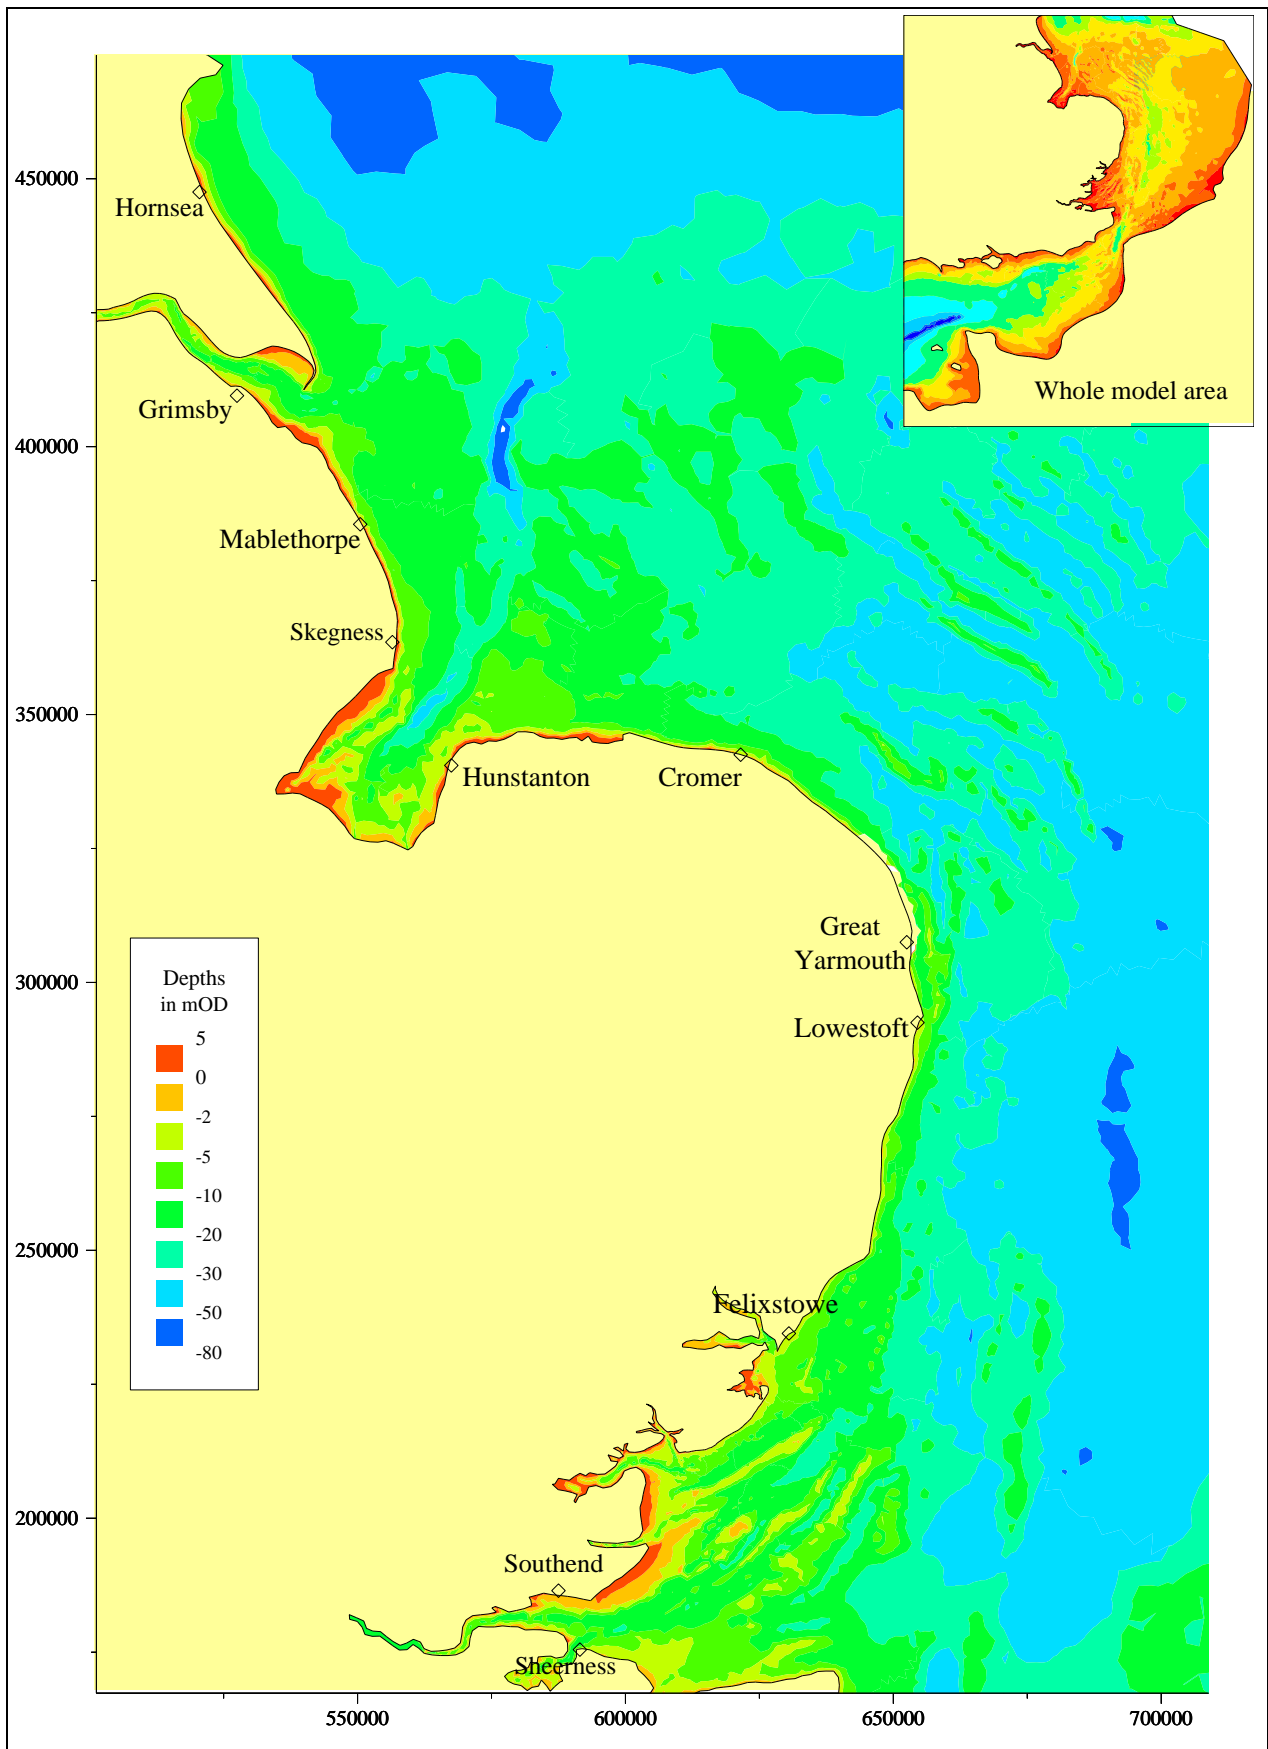 Whole model area
450000
Hornsea
Grimsby
400000
Mablethorpe
Skegness
350000
Hunstanton
Cromer
Great
Yarmouth
300000
Lowestoft
Depths
in mOD
5
0
-2
-5
-10
-20
-30
-50
-80
250000
Felixstowe
200000
Southend
Sheerness
550000
600000
650000
700000